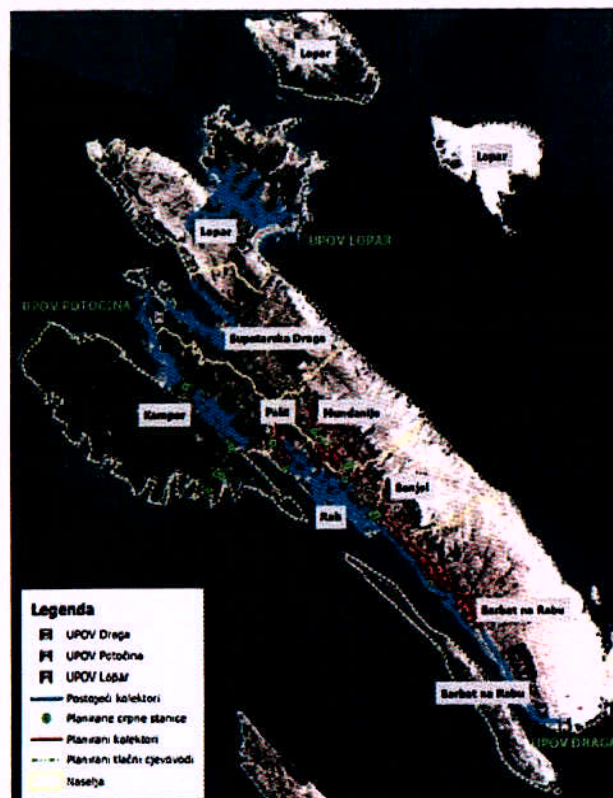 Lopar
Lopar
Lopar
UPOV LOPAR
UPOV POTOČINA
Supetarska Draga
Kampor
Palit
Mundanije
Banjol
Rab
Barbat na Rabu
Barbat na Rabu
UPOV DRAGA
Legenda
UPOV Draga
UPOV Potočina
UPOV Lopar
Postojeći kolektori
Planirane crpne stanice
Planirani kolektori
Planirani tlačni cjevovodi
Naselja